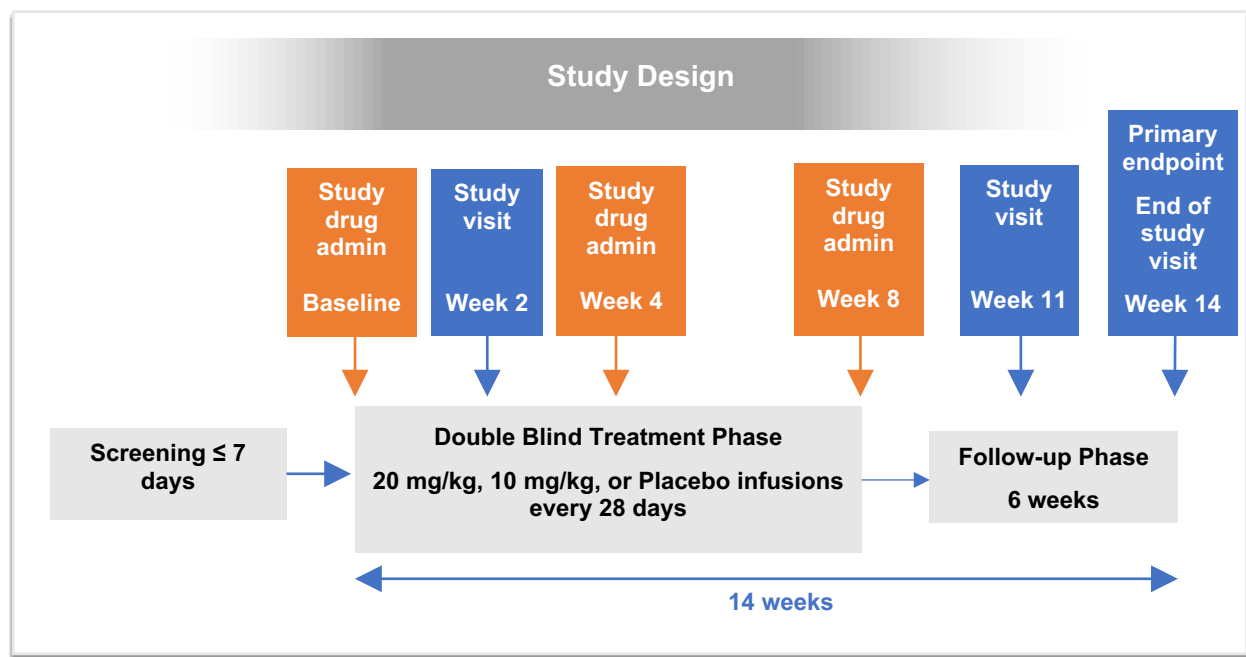 Study Design
Study
drug
admin
Baseline
Study
visit
Week 2
Study
drug
admin
Week 4
Study
drug
admin
Week 8
Study
visit
Week 11
Primary
endpoint
End of
study
visit
Week 14
Screening ≤ 7
days
Double Blind Treatment Phase
20 mg/kg, 10 mg/kg, or Placebo infusions
every 28 days
Follow-up Phase
6 weeks
14 weeks